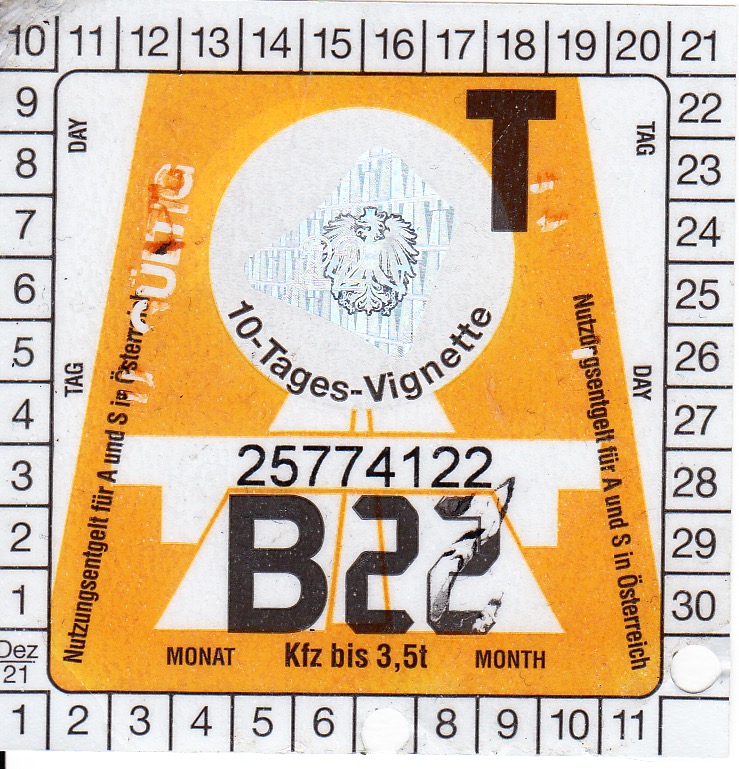 10 11 12 13 14 15 16 17 18 19 20 21
9 22
8 23
7 24
6 25
5 26
4 27
3 28
2 29
1 30
Dez
21
1 2 3 4 5 6 8 9 10 11
DAY
TAG
T
TAG
DAY
10-Tages-Vignette
Nutzungsentgelt für A und S in Österreich
Nutzungsentgelt für A und S in Österreich
25774122
B22
MONAT Kfz bis 3,5t MONTH